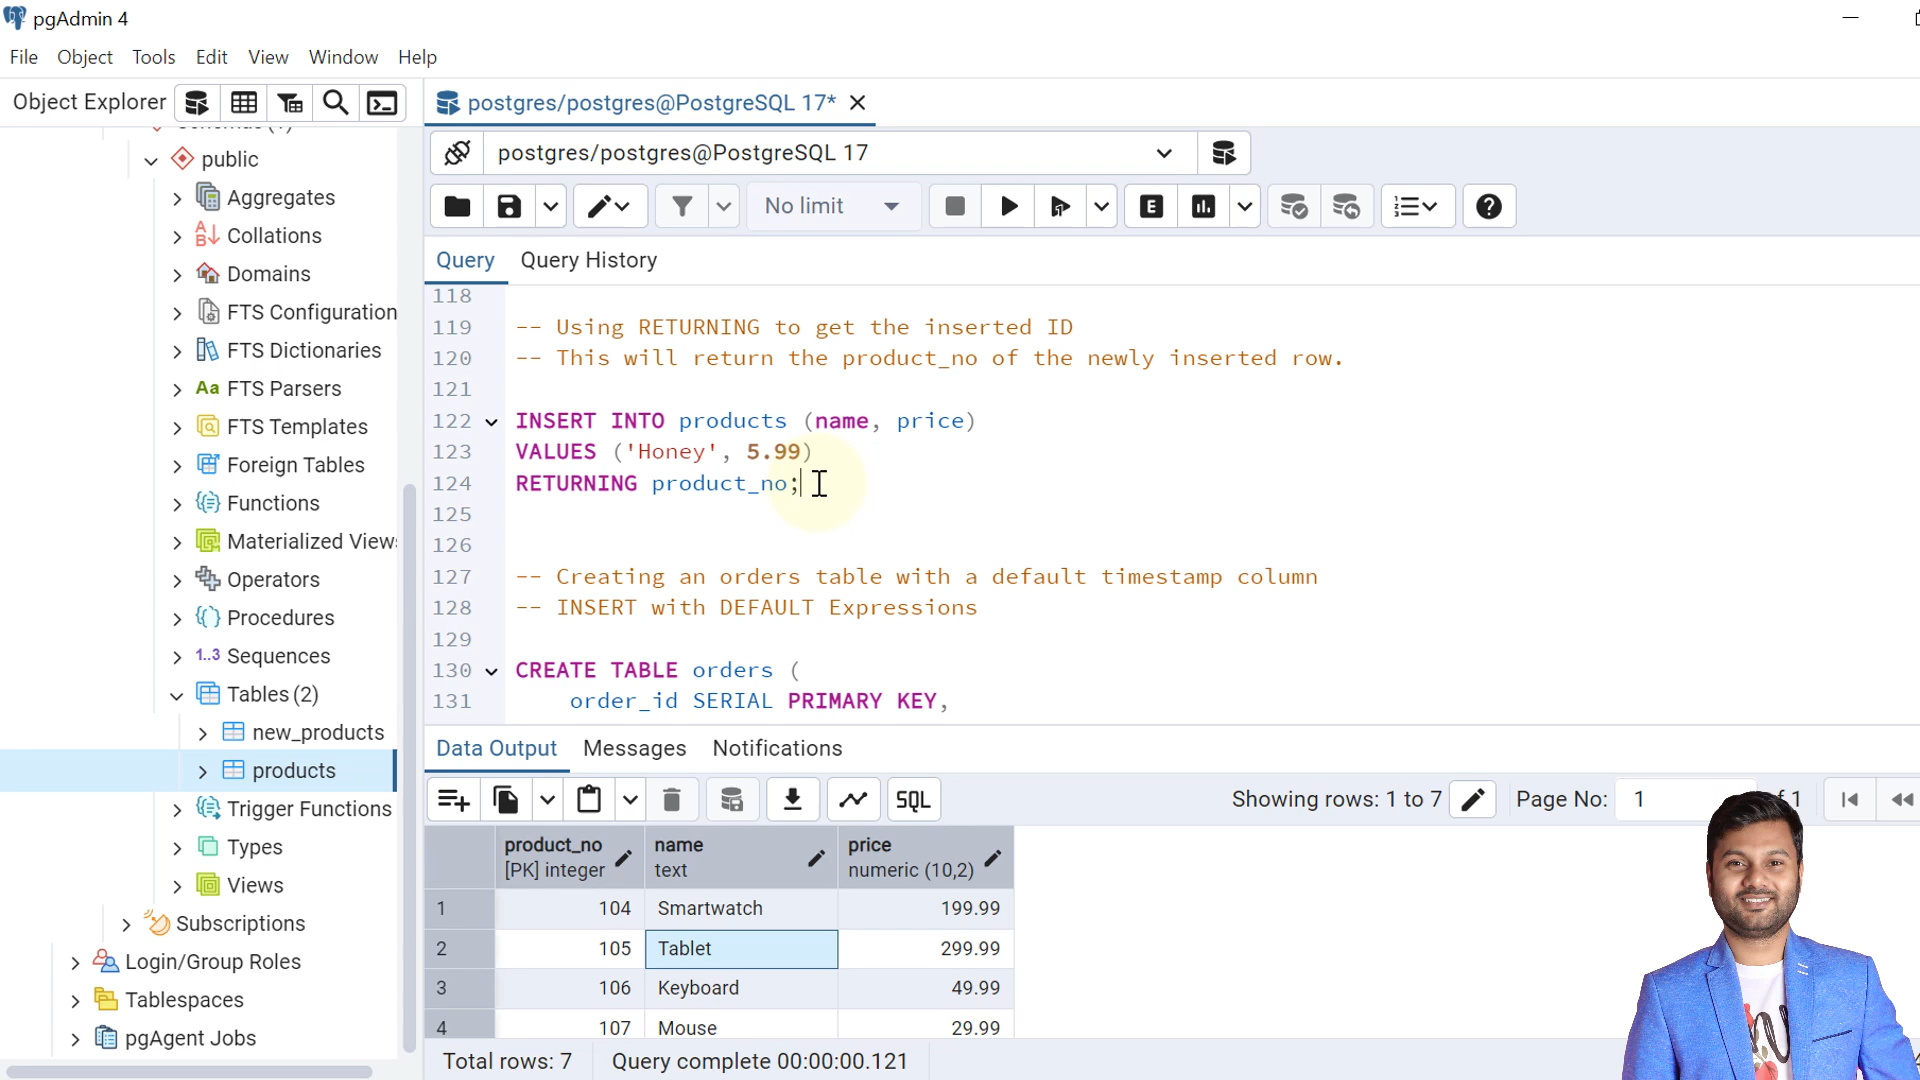 pgAdmin 4
File Object Tools Edit View Window Help
Object Explorer
postgres/postgres@PostgreSQL 17*
postgres/postgres@PostgreSQL 17
No limit
E
Query Query History
Schemas (1)
public
Aggregates
Collations
Domains
FTS Configuration
FTS Dictionaries
Aa FTS Parsers
FTS Templates
Foreign Tables
Functions
Materialized View
Operators
Procedures
1..3 Sequences
Tables (2)
new_products
products
Trigger Functions
Types
Views
Subscriptions
Login/Group Roles
Tablespaces
pgAgent Jobs
118
119 -- Using RETURNING to get the inserted ID
120 -- This will return the product_no of the newly inserted row.
121
122 INSERT INTO products (name, price)
123 VALUES ('Honey', 5.99)
124 RETURNING product_no;
125
126
127 -- Creating an orders table with a default timestamp column
128 -- INSERT with DEFAULT Expressions
129
130 CREATE TABLE orders (
131 order_id SERIAL PRIMARY KEY,
Data Output Messages Notifications
SQL Showing rows: 1 to 7 Page No: 1 of 1
product_no name price
[PK] integer text numeric (10,2)
1 104 Smartwatch 199.99
2 105 Tablet 299.99
3 106 Keyboard 49.99
4 107 Mouse 29.99
Total rows: 7 Query complete 00:00:00.121